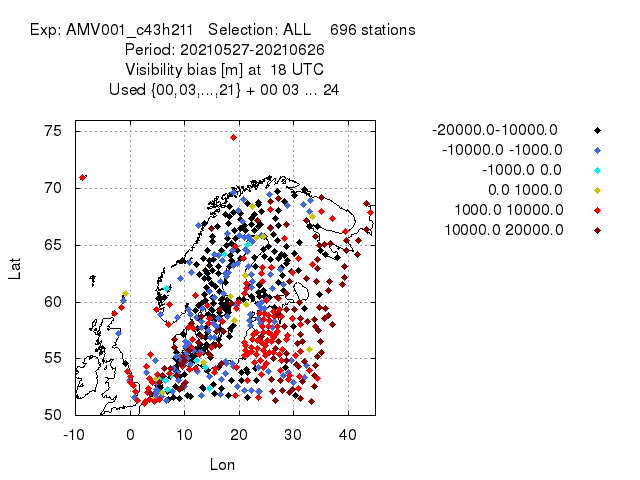 Exp: AMV001_c43h211 Selection: ALL 696 stations
Period: 20210527-20210626
Visibility bias [m] at 18 UTC
Used {00,03,...,21} + 00 03 ... 24
-20000.0-10000.0
-10000.0 -1000.0
-1000.0 0.0
0.0 1000.0
1000.0 10000.0
10000.0 20000.0
75
70
65
60
55
50
Lat
-10 0 10 20 30 40
Lon